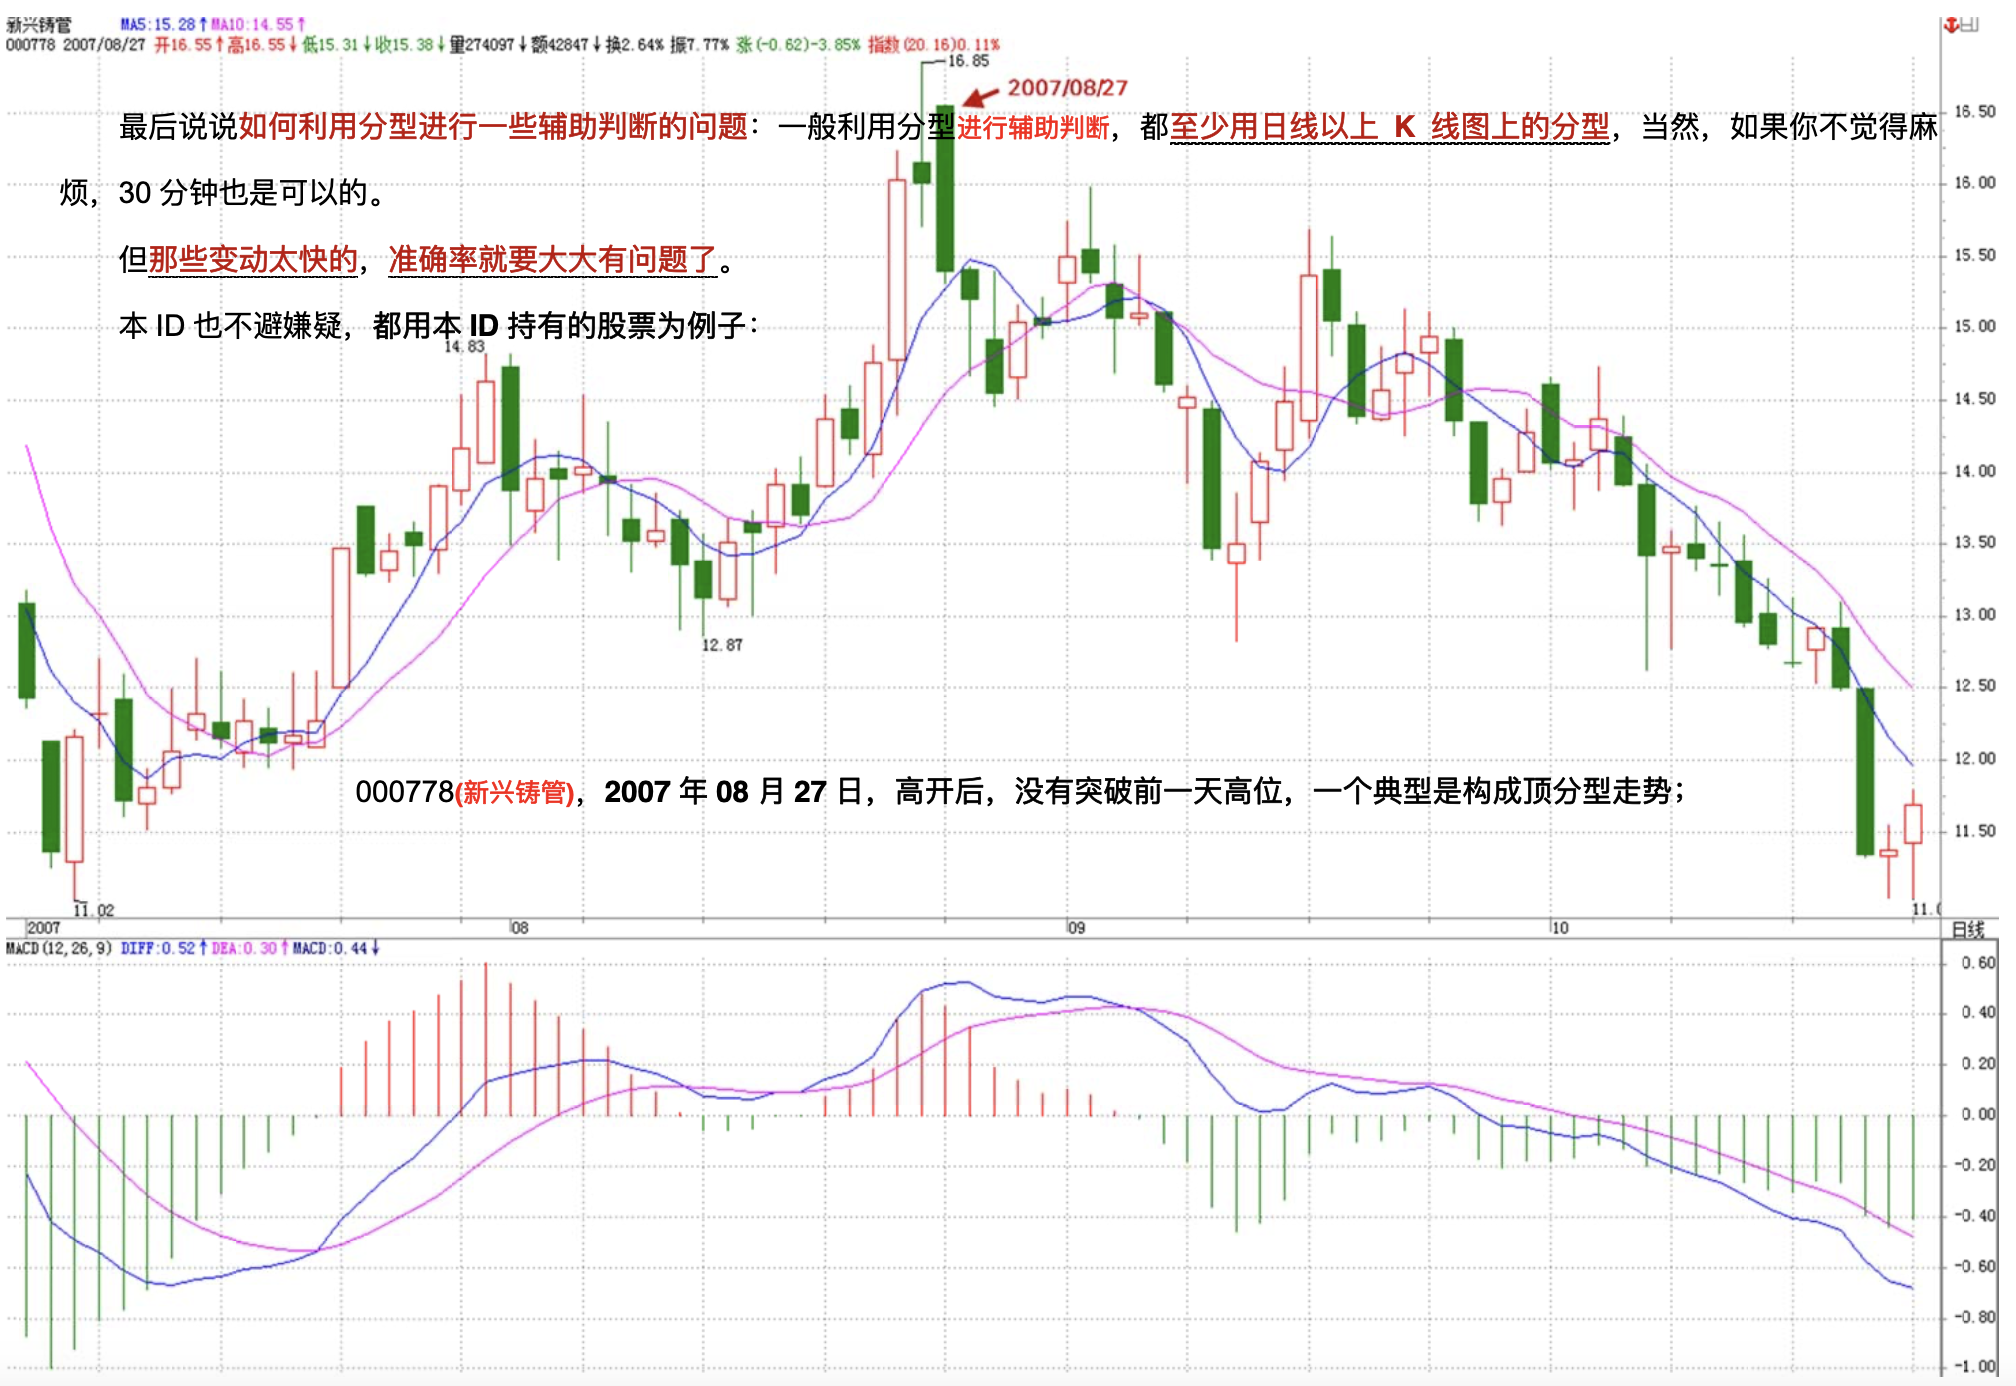 新兴铸管 MA5:15.28↑MA10:14.55↑
000778 2007/08/27 开16.55↑高16.55↓低15.31↓收15.38↓量274097↓额42847↓换2.64% 振7.77% 涨(-0.62)-3.85% 指数(20.16)0.11%
16.85
2007/08/27
16.50
最后说说如何利用分型进行一些辅助判断的问题：一般利用分型进行辅助判断，都至少用日线以上 K 线图上的分型，当然，如果你不觉得麻
烦，30 分钟也是可以的。
16.00
但那些变动太快的，准确率就要大大有问题了。
15.50
本 ID 也不避嫌疑，都用本 ID 持有的股票为例子：
15.00
14.83
14.50
14.00
13.50
13.00
12.87
12.50
12.00
000778(新兴铸管)，2007 年 08 月 27 日，高开后，没有突破前一天高位，一个典型是构成顶分型走势；
11.50
11.02
11.0
2007 08 09 10 日线
MACD(12,26,9) DIFF:0.52↑ DEA:0.30↑ MACD:0.44↓
0.60
0.40
0.20
0.00
-0.20
-0.40
-0.60
-0.80
-1.00